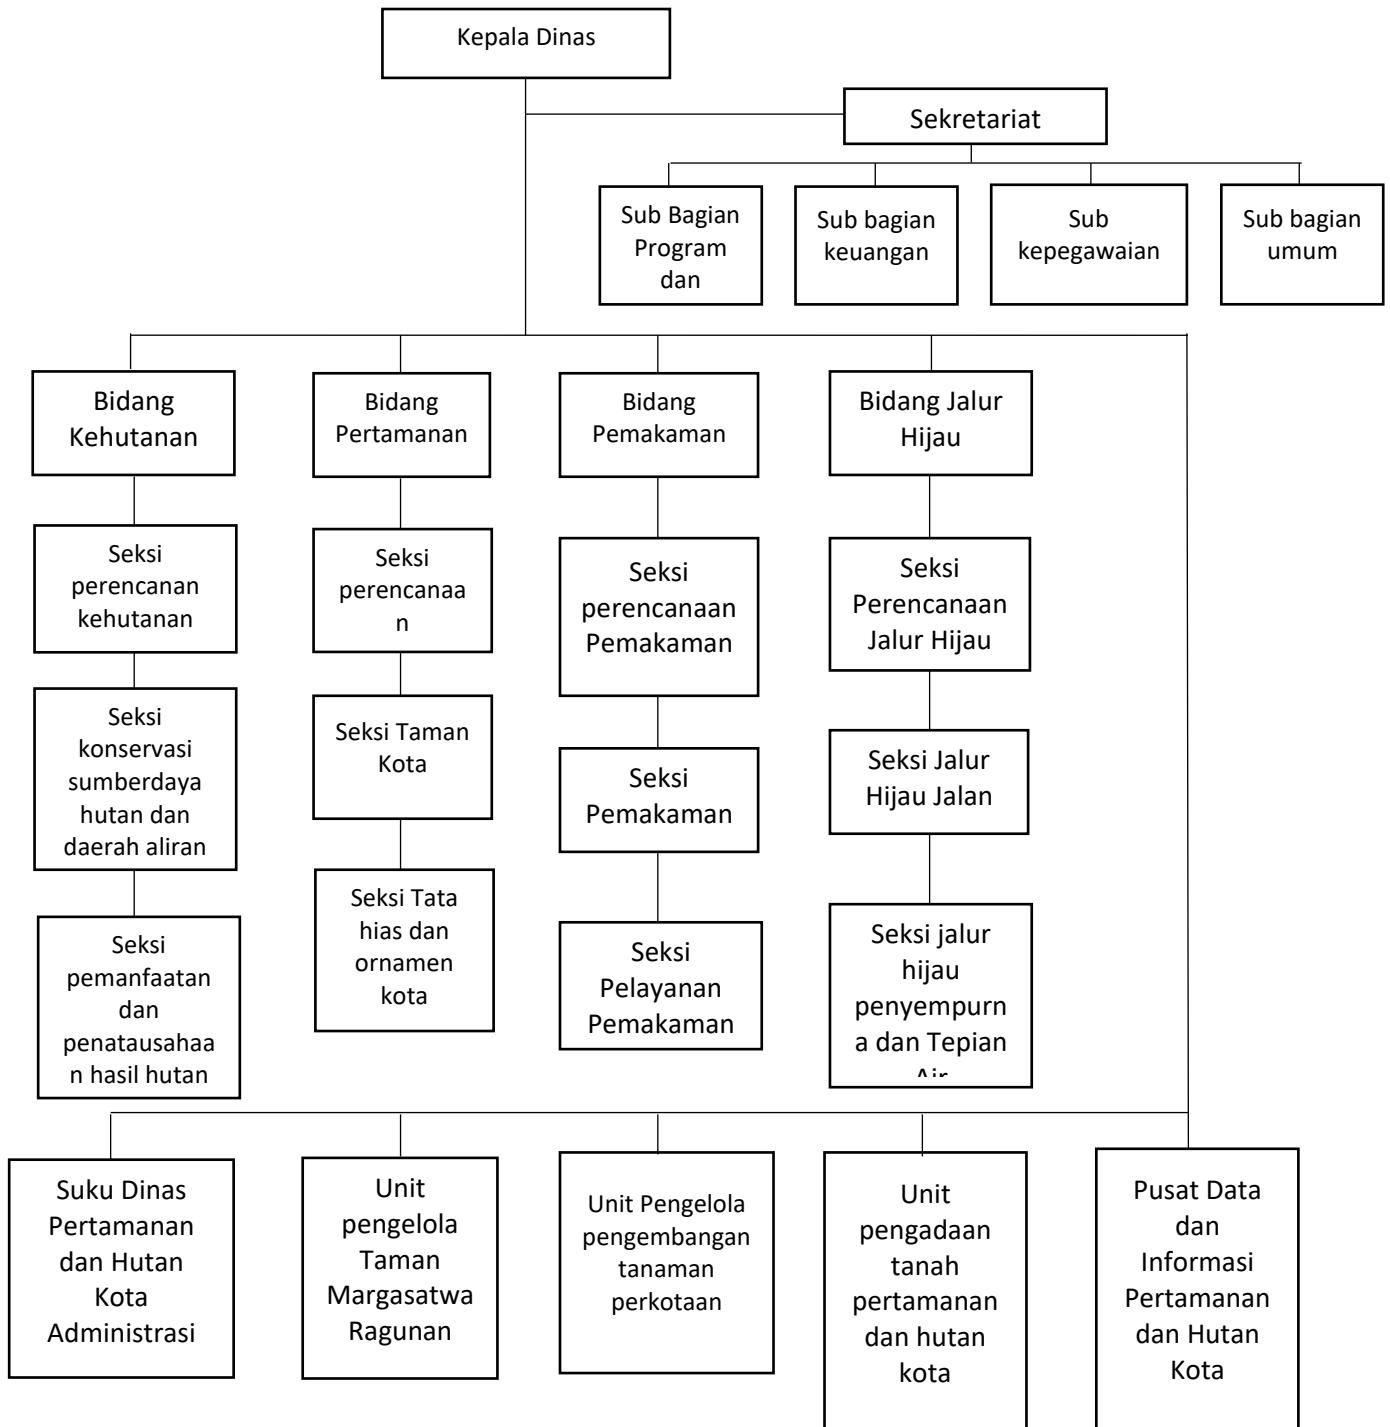 Kepala Dinas
Sekretariat
Sub Bagian
Program
dan
Sub bagian
keuangan
Sub
kepegawaian
Sub bagian
umum
Bidang
Kehutanan
Bidang
Pertamanan
Bidang
Pemakaman
Bidang Jalur
Hijau
Seksi
perencanan
kehutanan
Seksi
perencanaa
n
Seksi
perencanaan
Pemakaman
Seksi
Perencanaan
Jalur Hijau
Seksi
konservasi
sumberdaya
hutan dan
daerah aliran
Seksi Taman
Kota
Seksi
Pemakaman
Seksi Jalur
Hijau Jalan
Seksi
pemanfaatan
dan
penatausahaa
n hasil hutan
Seksi Tata
hias dan
ornamen
kota
Seksi
Pelayanan
Pemakaman
Seksi jalur
hijau
penyempurn
a dan Tepian
Air
Suku Dinas
Pertamanan
dan Hutan
Kota
Administrasi
Unit
pengelola
Taman
Margasatwa
Ragunan
Unit Pengelola
pengembangan
tanaman
perkotaan
Unit
pengadaan
tanah
pertamanan
dan hutan
kota
Pusat Data
dan
Informasi
Pertamanan
dan Hutan
Kota